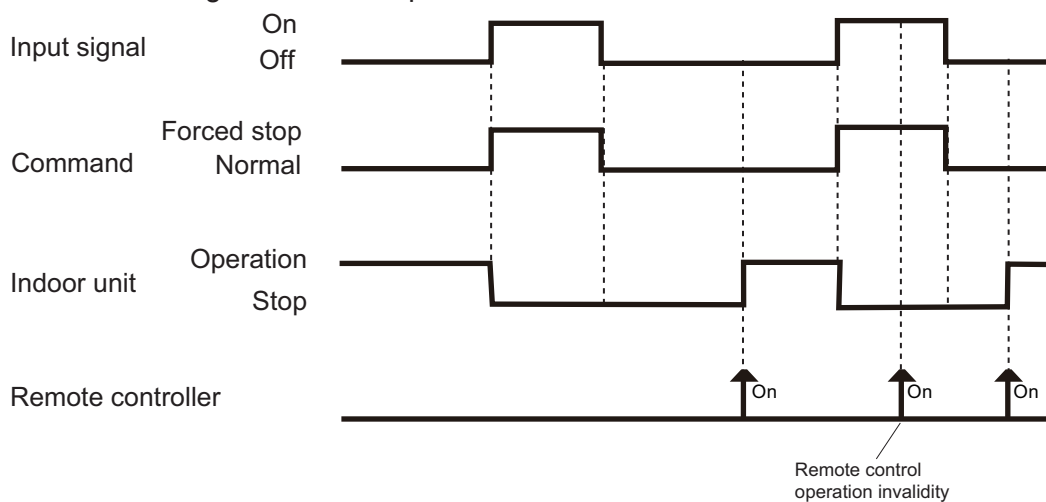 On
Input signal
Off
Forced stop
Command
Normal
Operation
Indoor unit
Stop
Remote controller
On
On
On
Remote control
operation invalidity